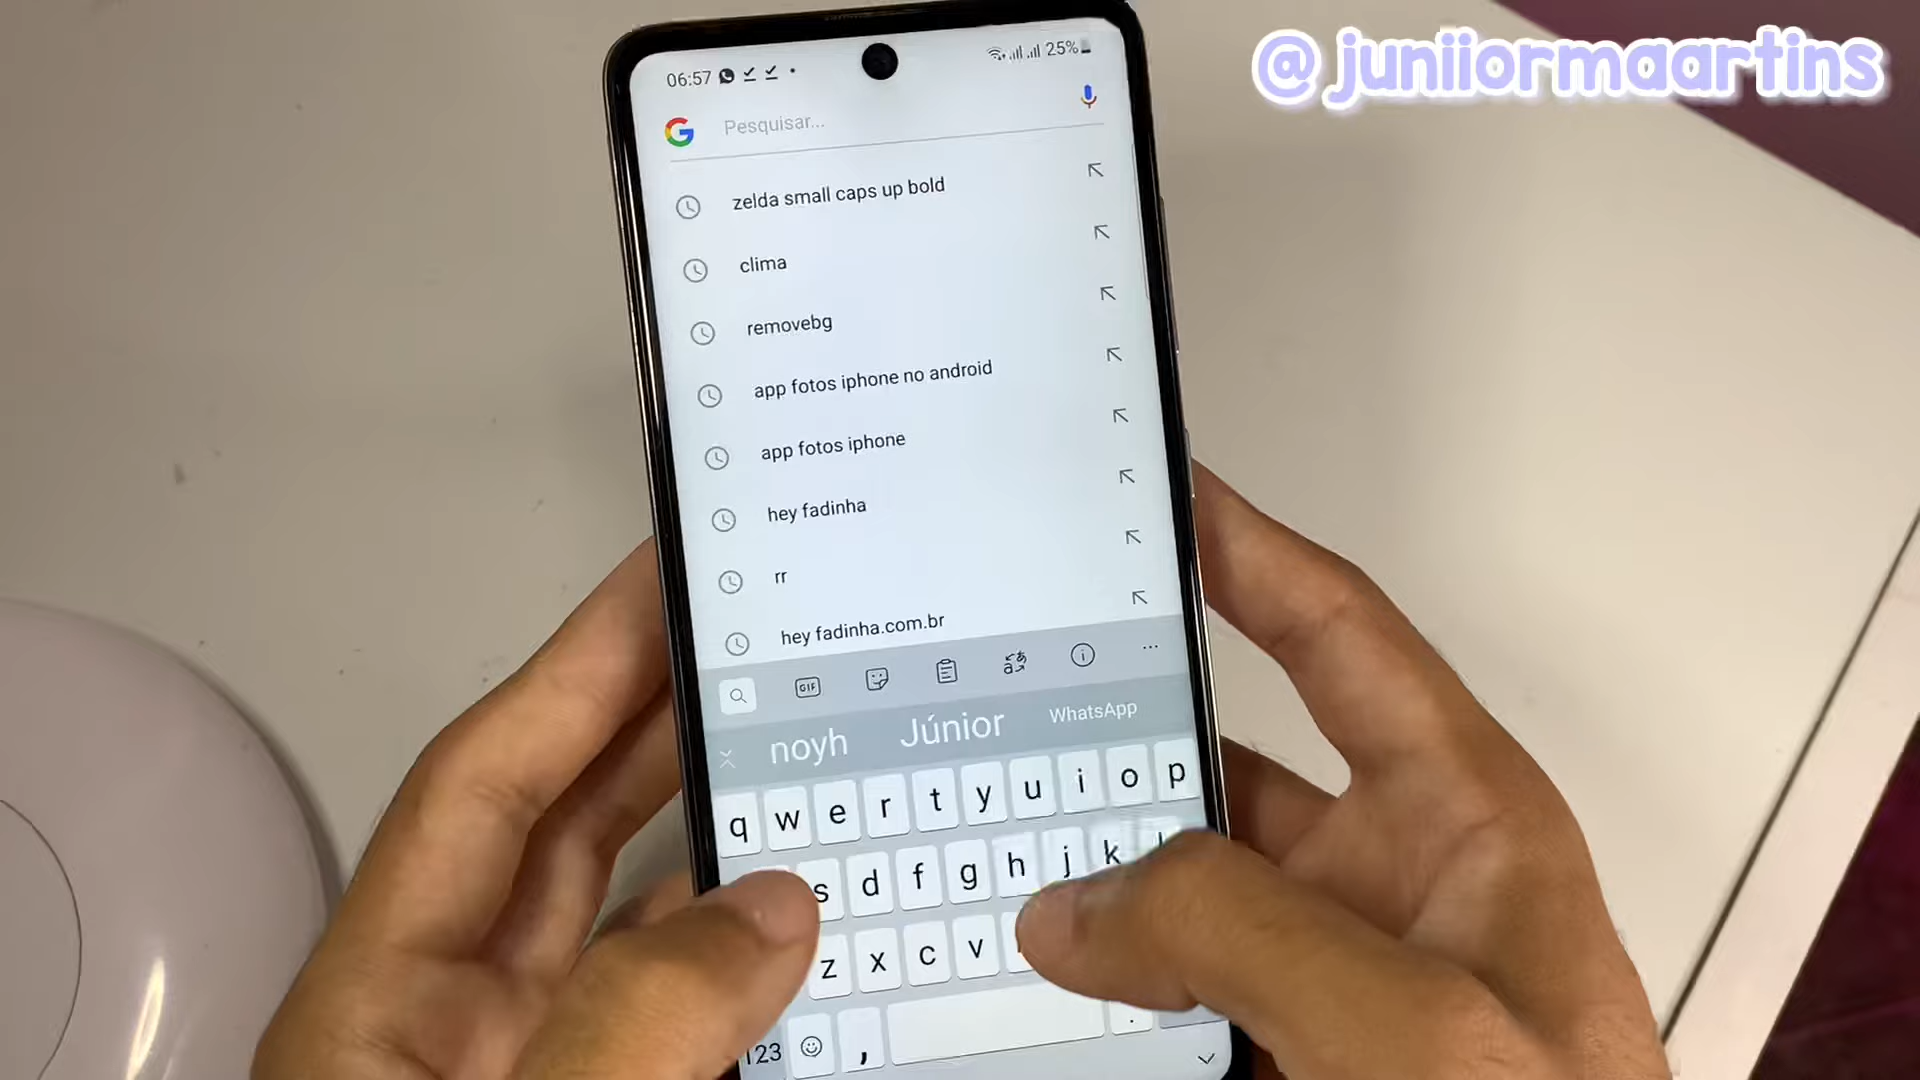 @juniiormaartins
06:57 25%
Pesquisar...
zelda small caps up bold
clima
removebg
app fotos iphone no android
app fotos iphone
hey fadinha
rr
hey fadinha.com.br
GIF
noyh Júnior WhatsApp
q w e r t y u i o p
s d f g h j k
z x c v
123 , .